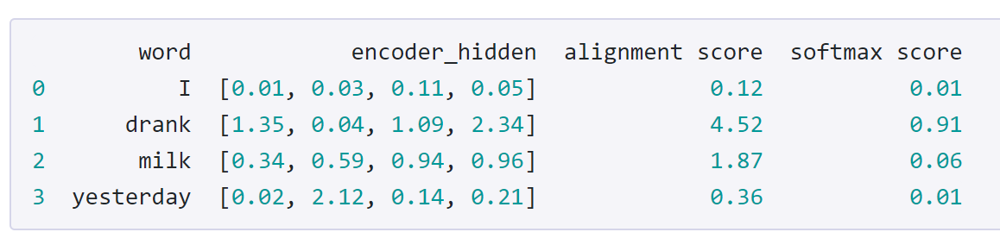 word encoder_hidden alignment score softmax score
0 I [0.01, 0.03, 0.11, 0.05] 0.12 0.01
1 drank [1.35, 0.04, 1.09, 2.34] 4.52 0.91
2 milk [0.34, 0.59, 0.94, 0.96] 1.87 0.06
3 yesterday [0.02, 2.12, 0.14, 0.21] 0.36 0.01